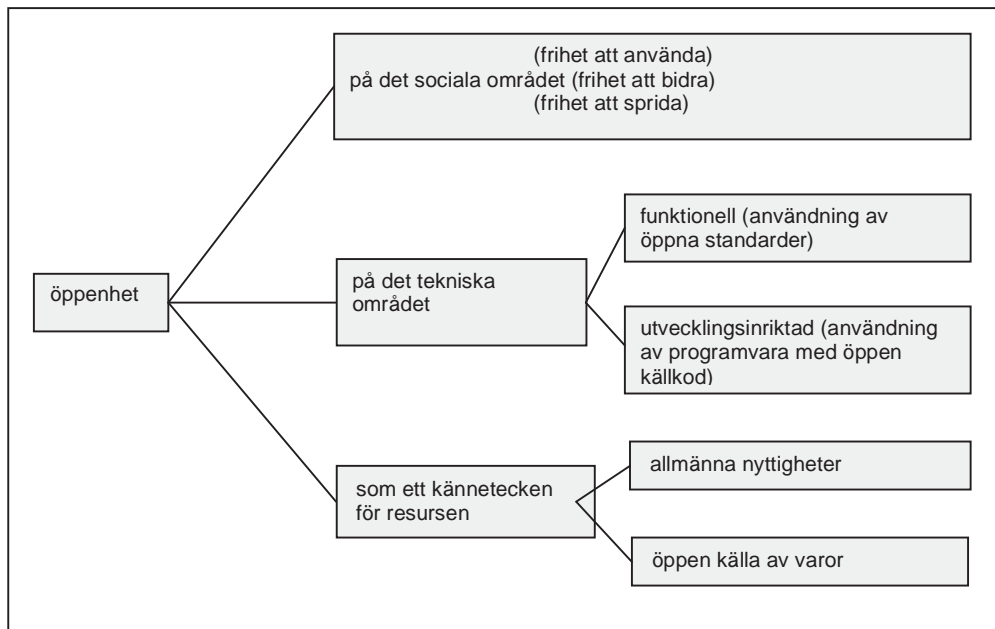 (frihet att använda)
på det sociala området (frihet att bidra)
(frihet att sprida)
funktionell (användning av
öppna standarder)
öppenhet
på det tekniska
området
utvecklingsinriktad (användning
av programvara med öppen
källkod)
allmänna nyttigheter
som ett kännetecken
för resursen
öppen källa av varor